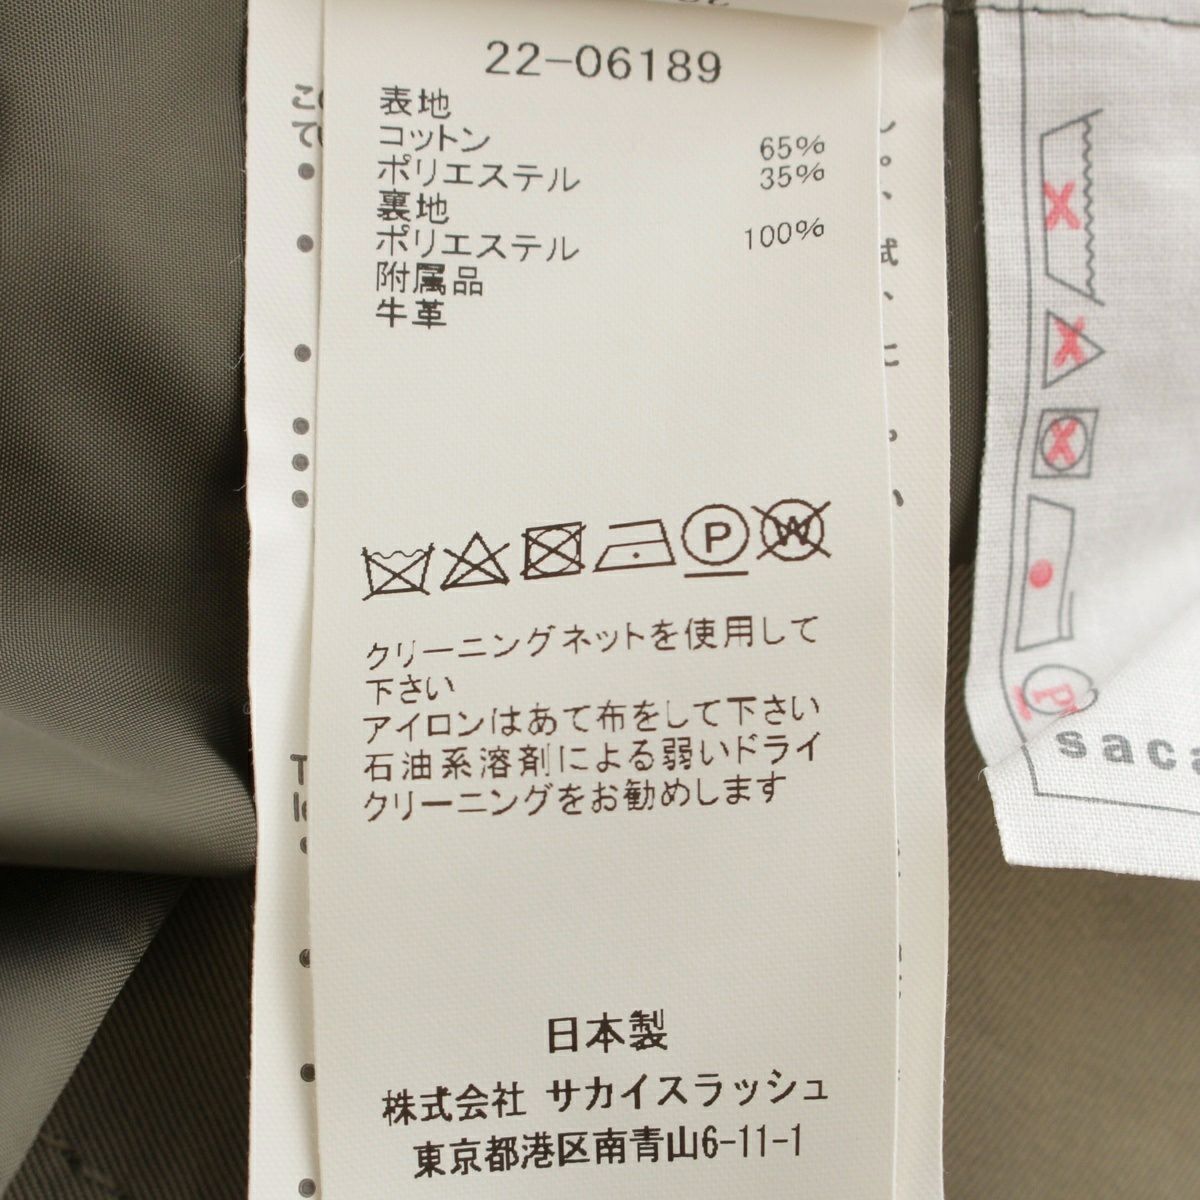 22-06189
表地
コットン 65%
ポリエステル 35%
裏地
ポリエステル 100%
附属品
牛革
P W
クリーニングネットを使用して
下さい
アイロンはあて布をして下さい
石油系溶剤による弱いドライ
クリーニングをお勧めします
日本製
株式会社 サカイスラッシュ
東京都港区南青山6-11-1
P
saca